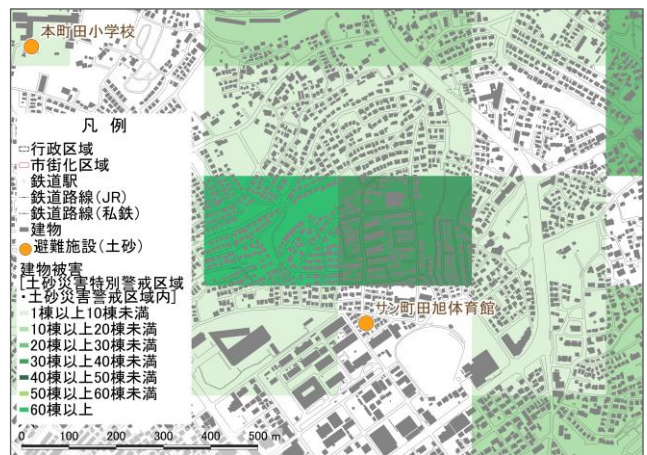 本町田小学校
凡 例
行政区域
市街化区域
鉄道駅
鉄道路線(JR)
鉄道路線(私鉄)
建物
避難施設(土砂)
建物被害
[土砂災害特別警戒区域
・土砂災害警戒区域内]
1棟以上10棟未満
10棟以上20棟未満
20棟以上30棟未満
30棟以上40棟未満
40棟以上50棟未満
50棟以上60棟未満
60棟以上
サン町田旭体育館
0 100 200 300 400 500 m